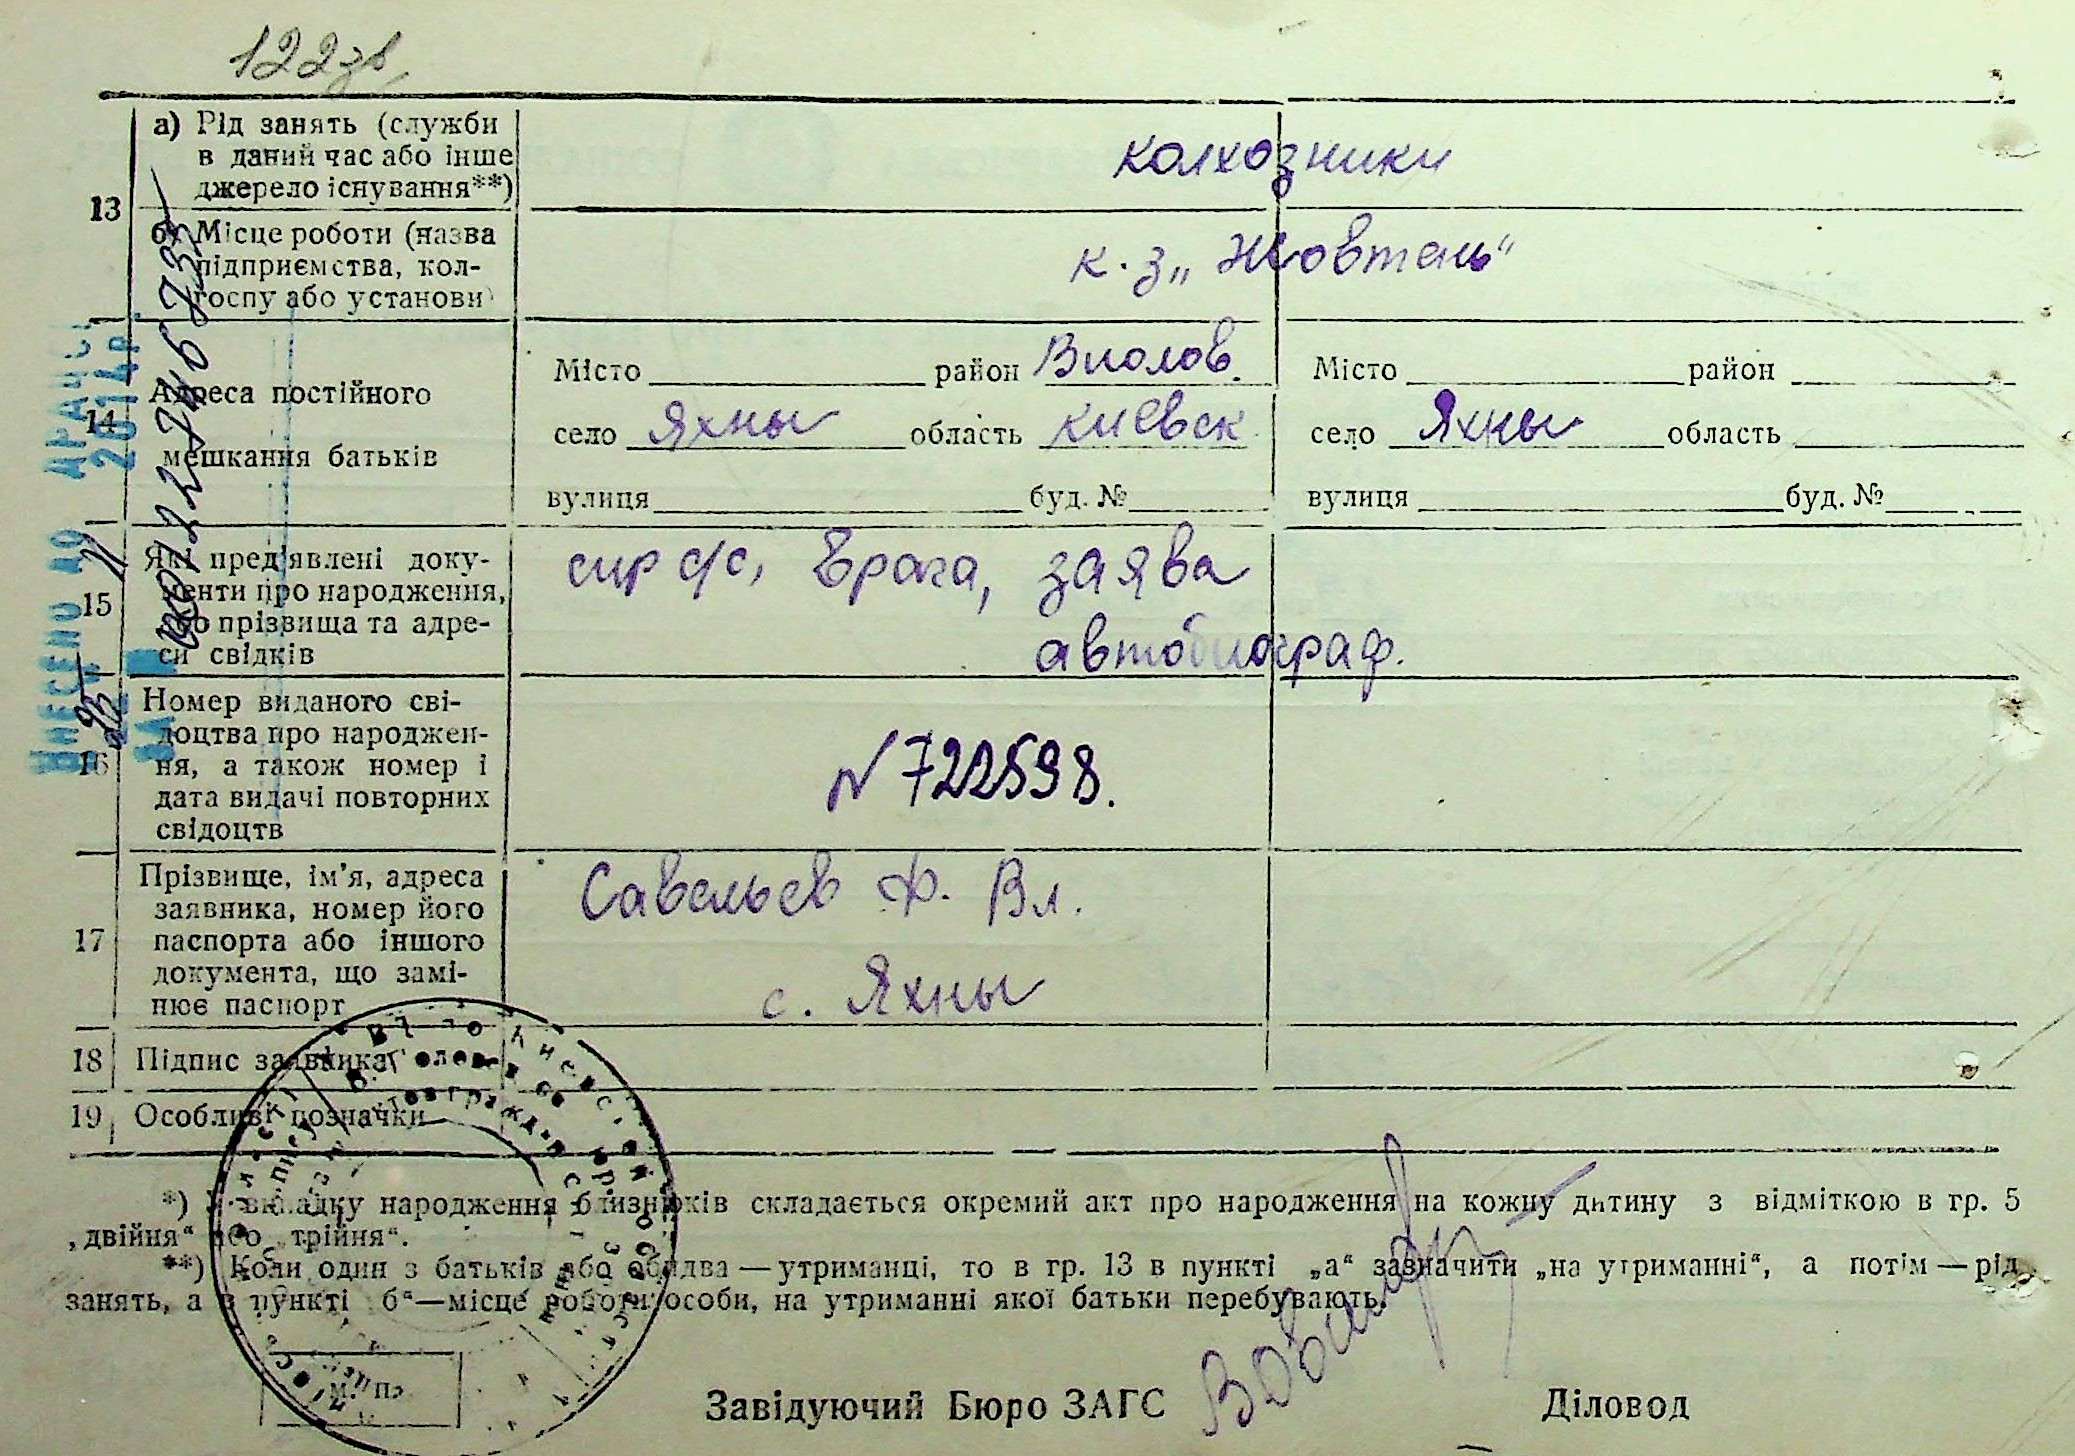 122зв
13
а) Рід занять (служби
в даний час або інше
джерело існування**)
колхозники
б) Місце роботи (назва
підприємства, кол-
госпу або установи)
к.з „Жовтень“
14
Адреса постійного
мешкання батьків
Місто район
село Яхны область Киевск
вулиця буд. №
Місто район
село Яхны область
вулиця буд. №
15
Які пред'явлені доку-
менти про народження,
або прізвища та адре-
си свідків
с/с, заява
автобиограф.
16
Номер виданого сві-
доцтва про народжен-
ня, а також номер і
дата видачі повторних
свідоцтв
N 722598.
17
Прізвище, ім'я, адреса
заявника, номер його
паспорта або іншого
документа, що замі-
нює паспорт
Савельев Ф. Вл.
с. Яхны
18 Підпис заявника
19 Особливі позначки
*) У випадку народження близнюків складається окремий акт про народження на кожну дитину з відміткою в гр. 5
„двійня“ або „трійня“.
**) Коли один з батьків або обидва — утриманці, то в гр. 13 в пункті „а“ зазначити „на утриманні“, а потім — рід
занять, а в пункті „б“ — місце роботи особи, на утриманні якої батьки перебувають.
М. П.
Завідуючий Бюро ЗАГС
Діловод
ВНЕСЕНО ДО ДРАЦС
2014р.